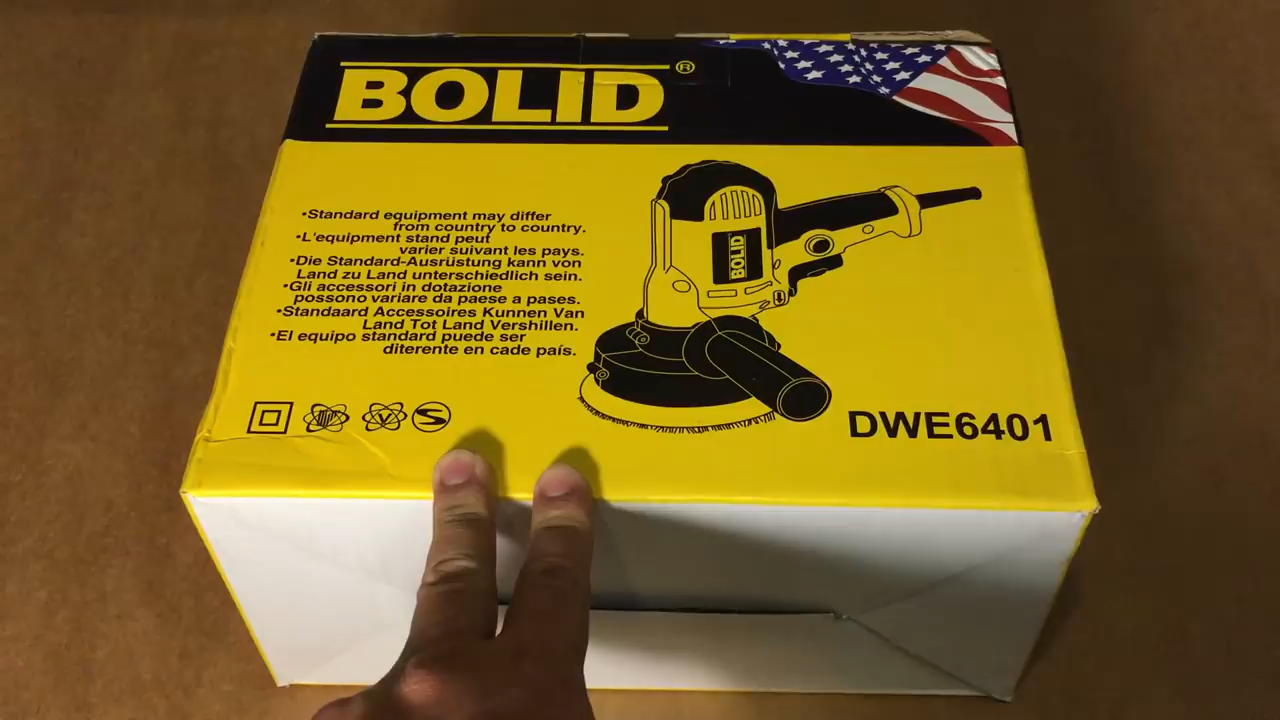 BOLID ®
•Standard equipment may differ
from country to country.
•L'equipment stand peut
varier suivant les pays.
•Die Standard-Ausrüstung kann von
Land zu Land unterschiedlich sein.
•Gli accessori in dotazione
possono variare da paese a pases.
•Standaard Accessoires Kunnen Van
Land Tot Land Vershillen.
•El equipo standard puede ser
diterente en cade país.
BOLID
V
S
DWE6401